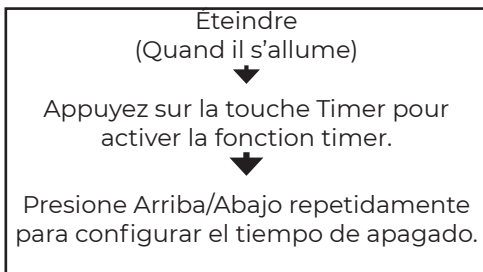 Éteindre
(Quand il s’allume)
Appuyez sur la touche Timer pour
activer la fonction timer.
Presione Arriba/Abajo repetidamente
para configurar el tiempo de apagado.